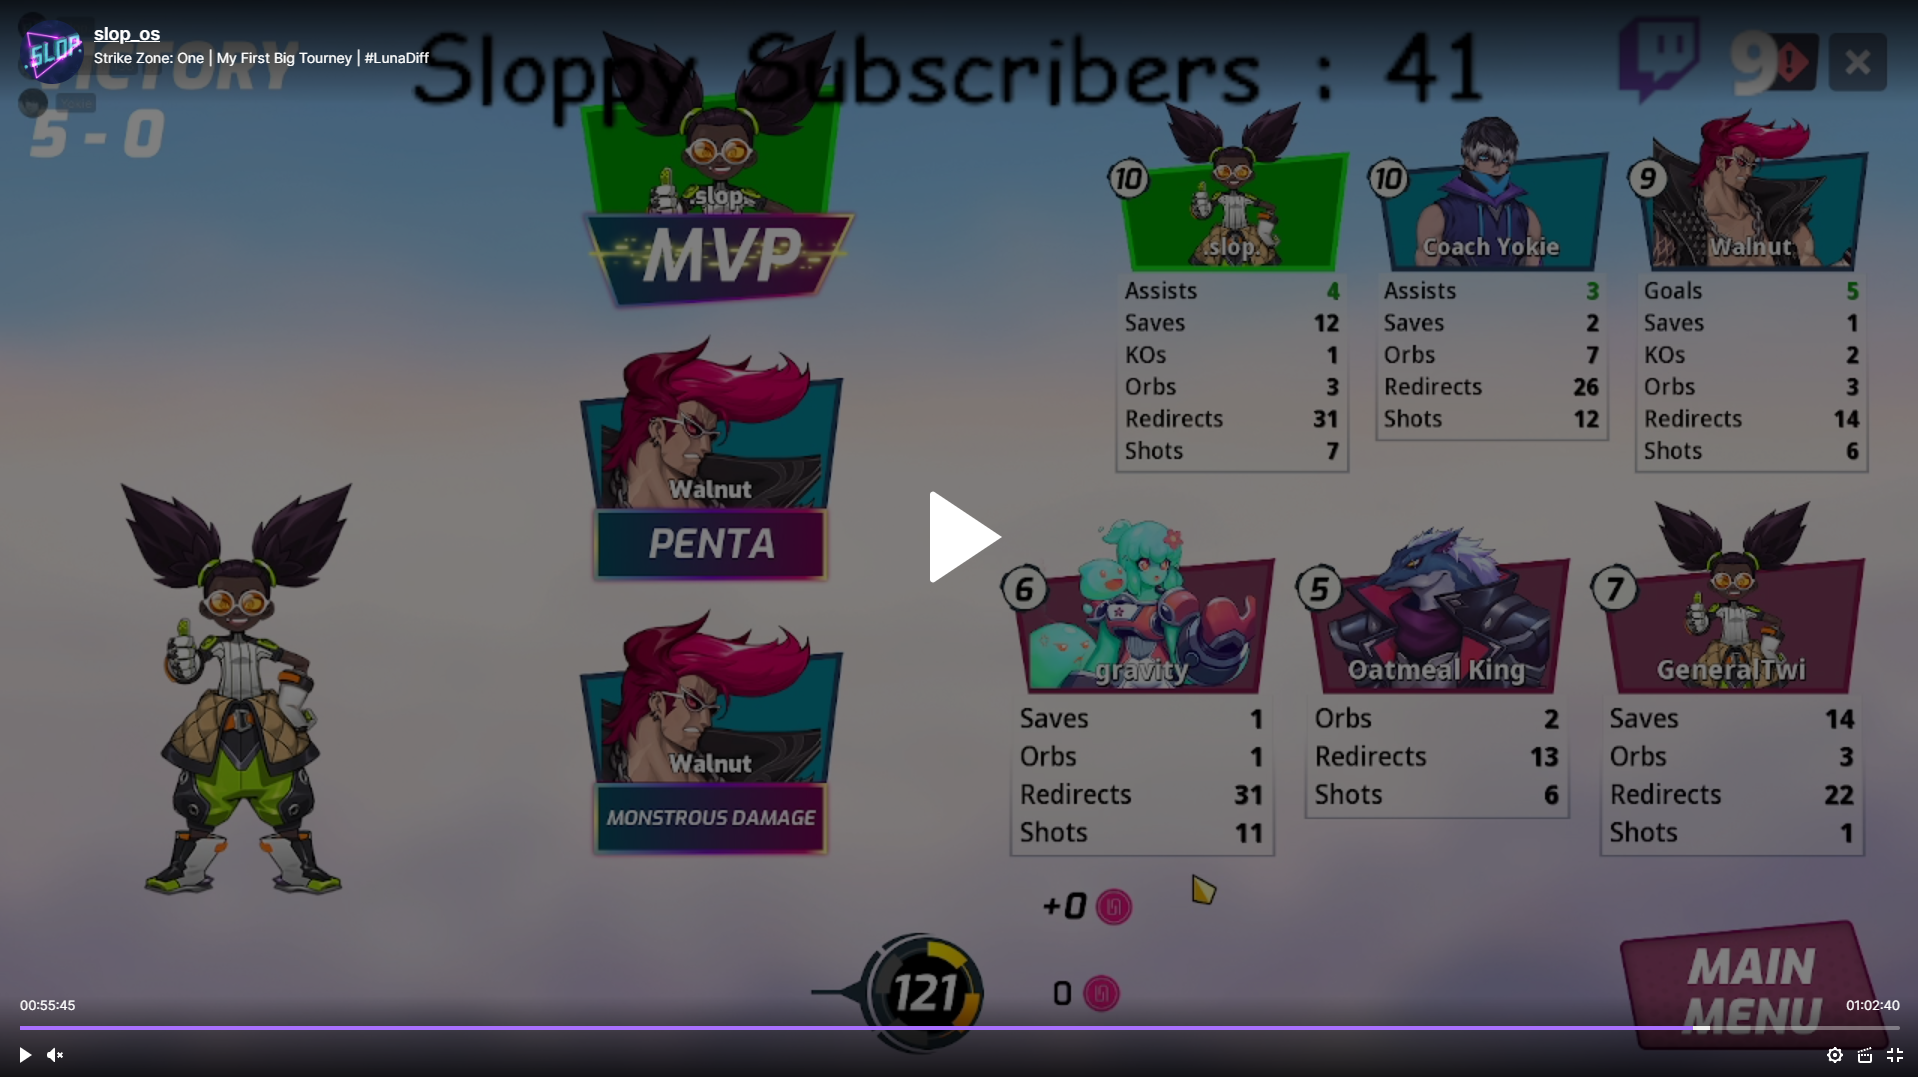 SLOP
slop_os
Strike Zone: One | My First Big Tourney | #LunaDiff
VICTORY
5 - 0
Sloppy Subscribers : 41
9
.slop.
MVP
Walnut
PENTA
Walnut
MONSTROUS DAMAGE
10
.slop.
Assists 4
Saves 12
KOs 1
Orbs 3
Redirects 31
Shots 7
10
Coach Yokie
Assists 3
Saves 2
Orbs 7
Redirects 26
Shots 12
9
Walnut
Goals 5
Saves 1
KOs 2
Orbs 3
Redirects 14
Shots 6
6
gravity
Saves 1
Orbs 1
Redirects 31
Shots 11
5
Oatmeal King
Orbs 2
Redirects 13
Shots 6
7
GeneralTwi
Saves 14
Orbs 3
Redirects 22
Shots 1
+0
121
0
MAIN
MENU
00:55:45
01:02:40